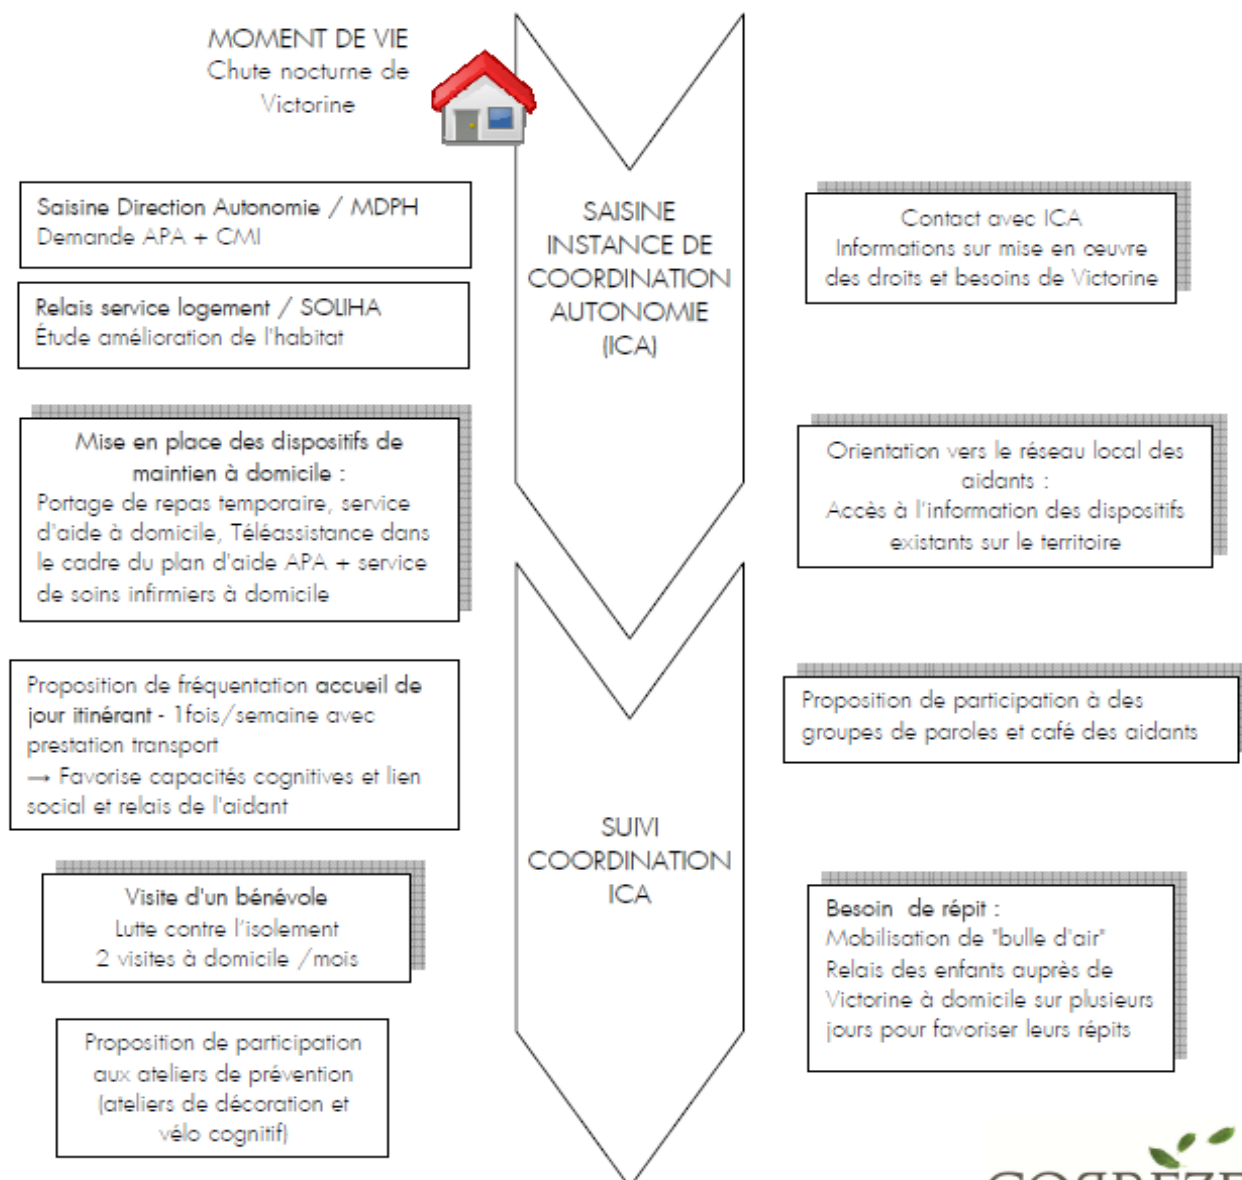 MOMENT DE VIE
Chute nocturne de
Victorine
Saisine Direction Autonomie / MDPH
Demande APA + CMI
Relais service logement / SOLIHA
Étude amélioration de l'habitat
Mise en place des dispositifs de
maintien à domicile :
Portage de repas temporaire, service
d'aide à domicile, Téléassistance dans
le cadre du plan d'aide APA + service
de soins infirmiers à domicile
Proposition de fréquentation accueil de
jour itinérant - 1fois/semaine avec
prestation transport
→ Favorise capacités cognitives et lien
social et relais de l'aidant
Visite d'un bénévole
Lutte contre l'isolement
2 visites à domicile /mois
Proposition de participation
aux ateliers de prévention
(ateliers de décoration et
vélo cognitif)
SAISINE
INSTANCE DE
COORDINATION
AUTONOMIE
(ICA)
SUIVI
COORDINATION
ICA
Contact avec ICA
Informations sur mise en œuvre
des droits et besoins de Victorine
Orientation vers le réseau local des
aidants :
Accès à l'information des dispositifs
existants sur le territoire
Proposition de participation à des
groupes de paroles et café des aidants
Besoin de répit :
Mobilisation de "bulle d'air"
Relais des enfants auprès de
Victorine à domicile sur plusieurs
jours pour favoriser leurs répits